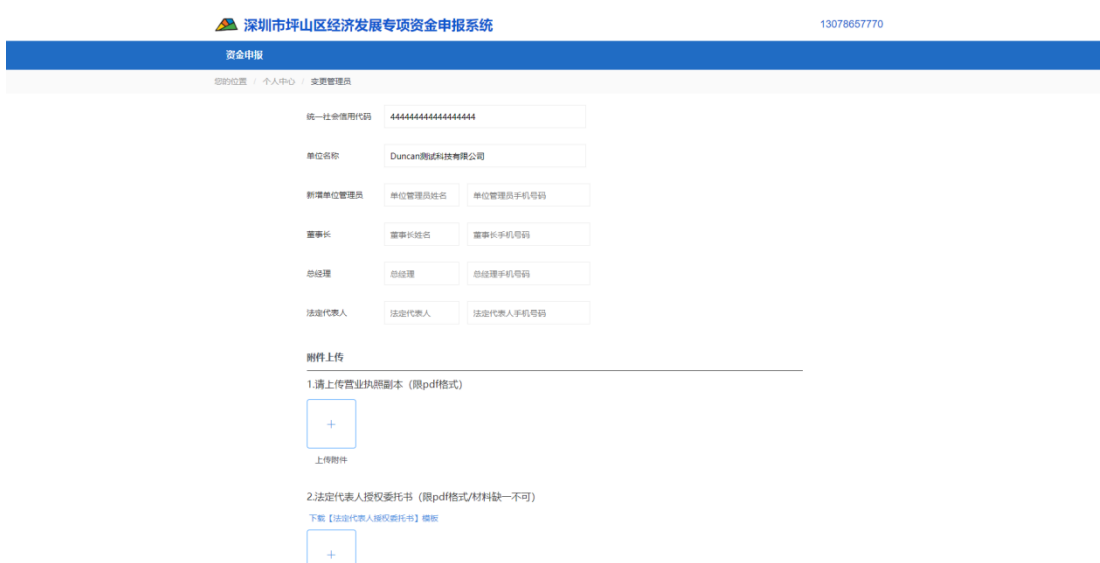 深圳市坪山区经济发展专项资金申报系统 13078657770
资金申报
您的位置 / 个人中心 / 变更管理员
统一社会信用代码 444444444444444444
单位名称 Duncan测试科技有限公司
新增单位管理员 单位管理员姓名 单位管理员手机号码
董事长 董事长姓名 董事长手机号码
总经理 总经理 总经理手机号码
法定代表人 法定代表人 法定代表人手机号码
附件上传
1.请上传营业执照副本（限pdf格式）
+
上传附件
2.法定代表人授权委托书（限pdf格式/材料缺一不可）
下载【法定代表人授权委托书】模板
+